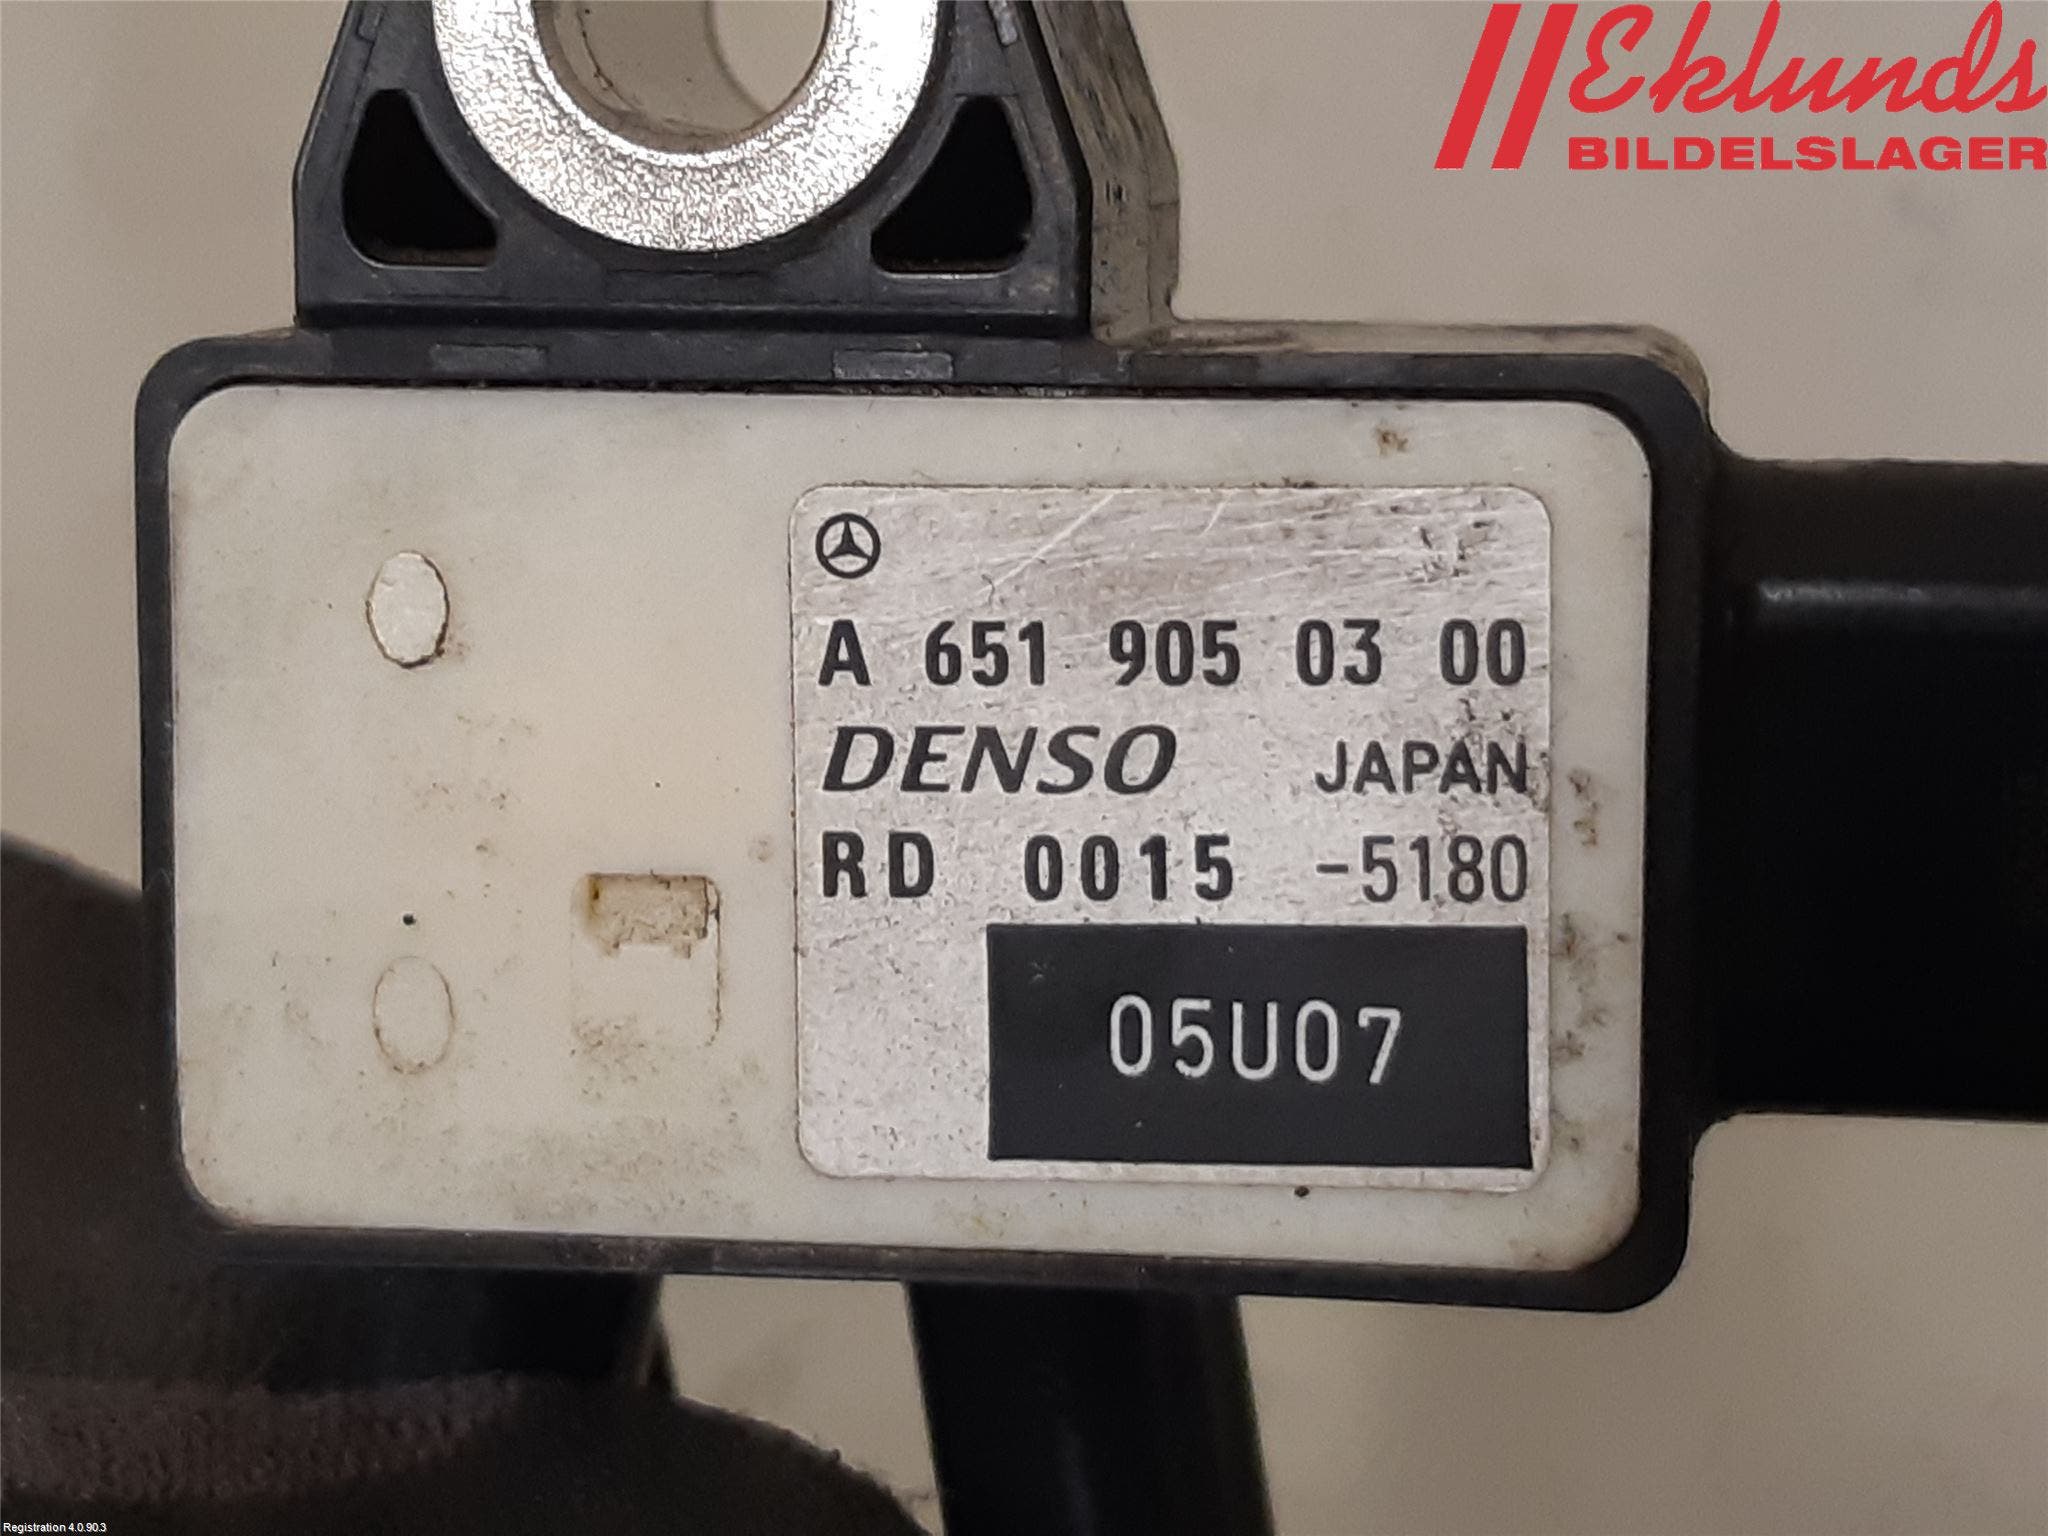 Eklunds
BILDELSLAGER
A 651 905 03 00
DENSO JAPAN
RD 0015 -5180
05U07
Registration 4.0.90.3